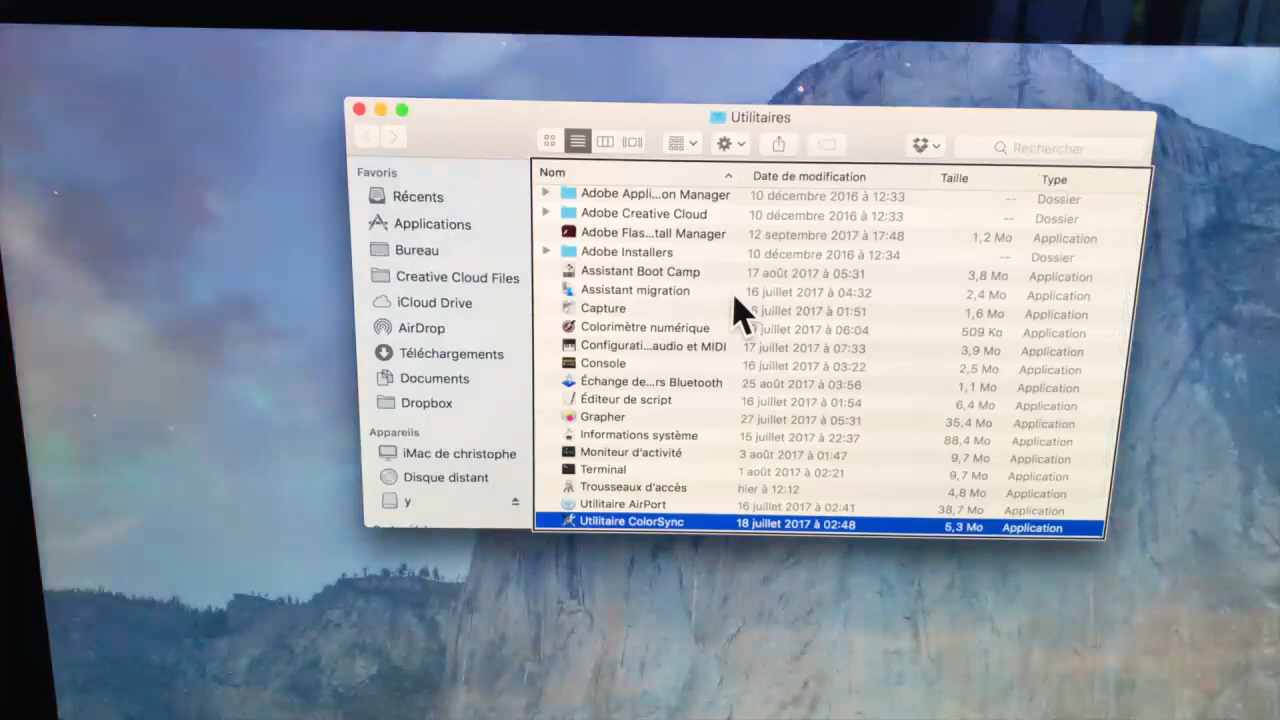 Utilitaires
Rechercher
Favoris
Récents
Applications
Bureau
Creative Cloud Files
iCloud Drive
AirDrop
Téléchargements
Documents
Dropbox
Appareils
iMac de christophe
Disque distant
y
Nom Date de modification Taille Type
Adobe Appli...on Manager 10 décembre 2016 à 12:33 -- Dossier
Adobe Creative Cloud 10 décembre 2016 à 12:33 -- Dossier
Adobe Flas...tall Manager 12 septembre 2017 à 17:48 1,2 Mo Application
Adobe Installers 10 décembre 2016 à 12:34 -- Dossier
Assistant Boot Camp 17 août 2017 à 05:31 3,8 Mo Application
Assistant migration 16 juillet 2017 à 04:32 2,4 Mo Application
Capture juillet 2017 à 01:51 1,6 Mo Application
Colorimètre numérique juillet 2017 à 06:04 509 Ko Application
Configurati...audio et MIDI 17 juillet 2017 à 07:33 3,9 Mo Application
Console 16 juillet 2017 à 03:22 2,5 Mo Application
Échange de...rs Bluetooth 25 août 2017 à 03:56 1,1 Mo Application
Éditeur de script 16 juillet 2017 à 01:54 6,4 Mo Application
Grapher 27 juillet 2017 à 05:31 35,4 Mo Application
Informations système 15 juillet 2017 à 22:37 88,4 Mo Application
Moniteur d'activité 3 août 2017 à 01:47 9,7 Mo Application
Terminal 1 août 2017 à 02:21 9,7 Mo Application
Trousseaux d'accès hier à 12:12 4,8 Mo Application
Utilitaire AirPort 16 juillet 2017 à 02:41 38,7 Mo Application
Utilitaire ColorSync 18 juillet 2017 à 02:48 5,3 Mo Application